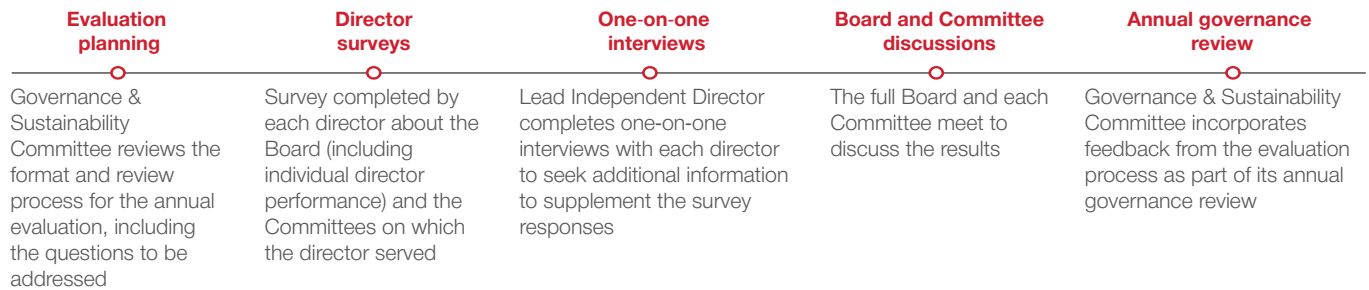 Evaluation
planning
Governance &
Sustainability
Committee reviews the
format and review
process for the annual
evaluation, including
the questions to be
addressed
Director
surveys
Survey completed by
each director about the
Board (including
individual director
performance) and the
Committees on which
the director served
One-on-one
interviews
Lead Independent Director
completes one-on-one
interviews with each director
to seek additional information
to supplement the survey
responses
Board and Committee
discussions
The full Board and each
Committee meet to
discuss the results
Annual governance
review
Governance & Sustainability
Committee incorporates
feedback from the evaluation
process as part of its annual
governance review